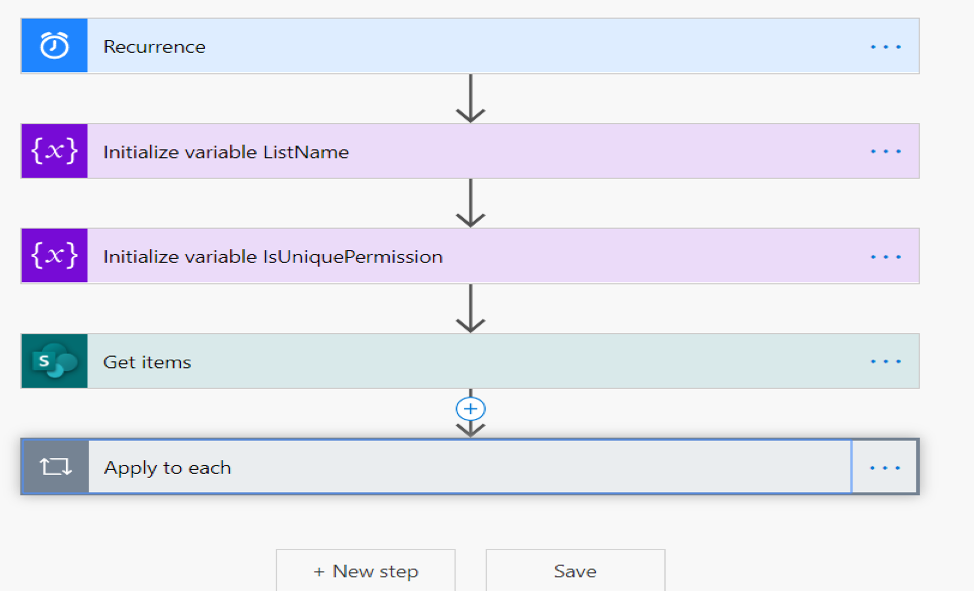 Recurrence
{x} Initialize variable ListName
{x} Initialize variable IsUniquePermission
S Get items
Apply to each
+ New step Save